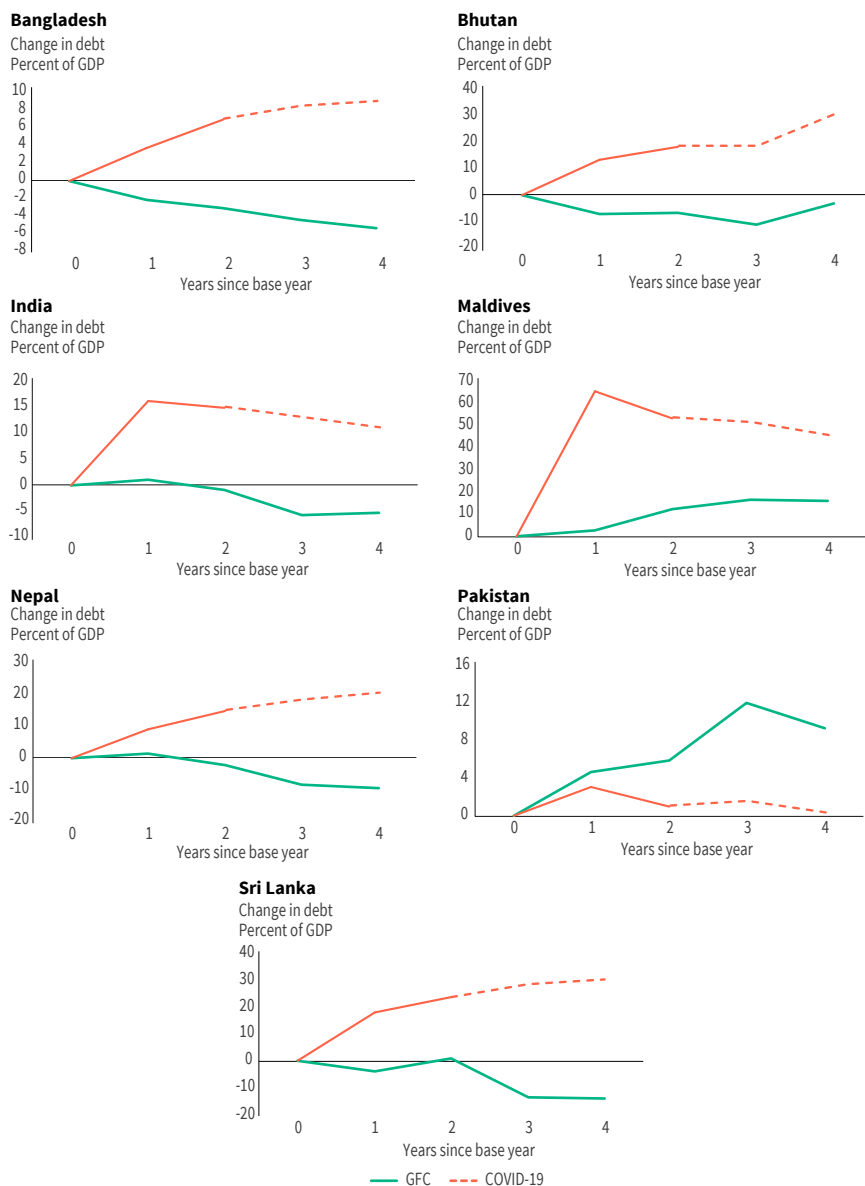 Bangladesh
Change in debt
Percent of GDP
10
8
6
4
2
0
-2
-4
-6
-8
0 1 2 3 4
Years since base year
Bhutan
Change in debt
Percent of GDP
40
30
20
10
0
-10
-20
0 1 2 3 4
Years since base year
India
Change in debt
Percent of GDP
20
15
10
5
0
-5
-10
0 1 2 3 4
Years since base year
Maldives
Change in debt
Percent of GDP
70
60
50
40
30
20
10
0
0 1 2 3 4
Years since base year
Nepal
Change in debt
Percent of GDP
30
20
10
0
-10
-20
0 1 2 3 4
Years since base year
Pakistan
Change in debt
Percent of GDP
16
12
8
4
0
0 1 2 3 4
Years since base year
Sri Lanka
Change in debt
Percent of GDP
40
30
20
10
0
-10
-20
0 1 2 3 4
Years since base year
GFC COVID-19